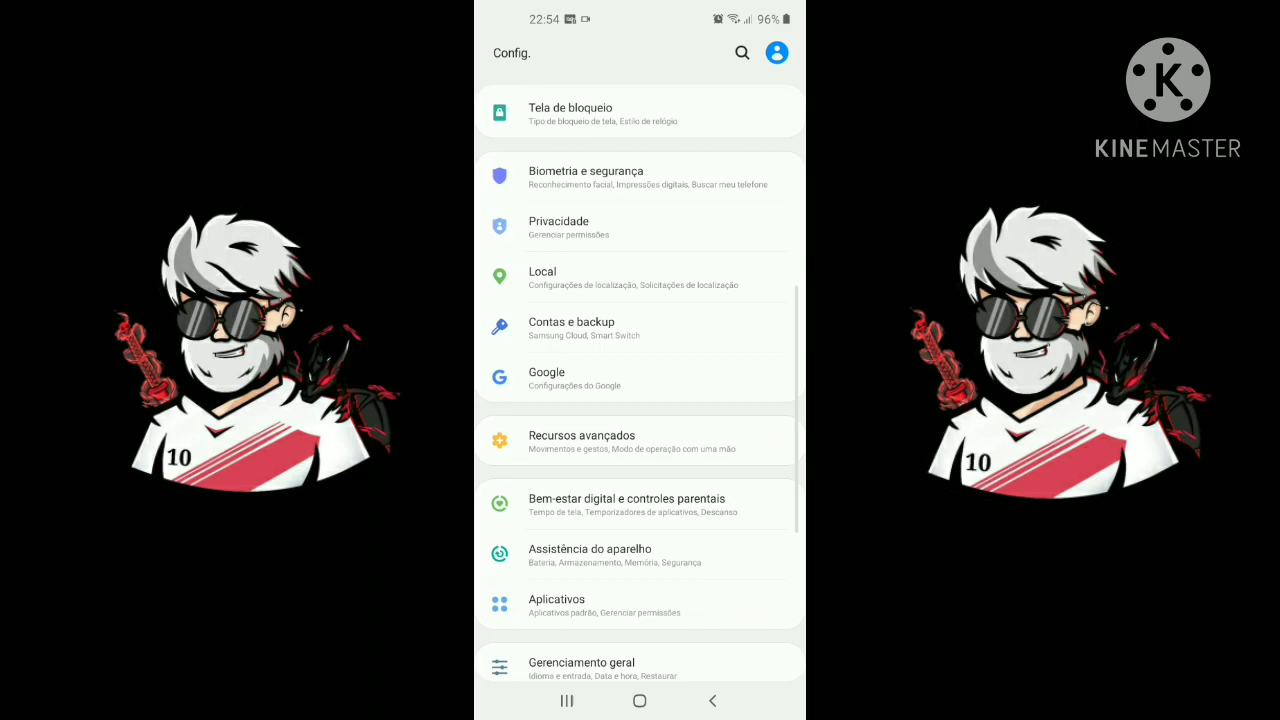 22:54
96%
Config.
KINEMASTER
Tela de bloqueio
Tipo de bloqueio de tela, Estilo de relógio
Biometria e segurança
Reconhecimento facial, Impressões digitais, Buscar meu telefone
Privacidade
Gerenciar permissões
Local
Configurações de localização, Solicitações de localização
Contas e backup
Samsung Cloud, Smart Switch
Google
Configurações do Google
Recursos avançados
Movimentos e gestos, Modo de operação com uma mão
Bem-estar digital e controles parentais
Tempo de tela, Temporizadores de aplicativos, Descanso
Assistência do aparelho
Bateria, Armazenamento, Memória, Segurança
Aplicativos
Aplicativos padrão, Gerenciar permissões
Gerenciamento geral
Idioma e entrada, Data e hora, Restaurar
10
10
K